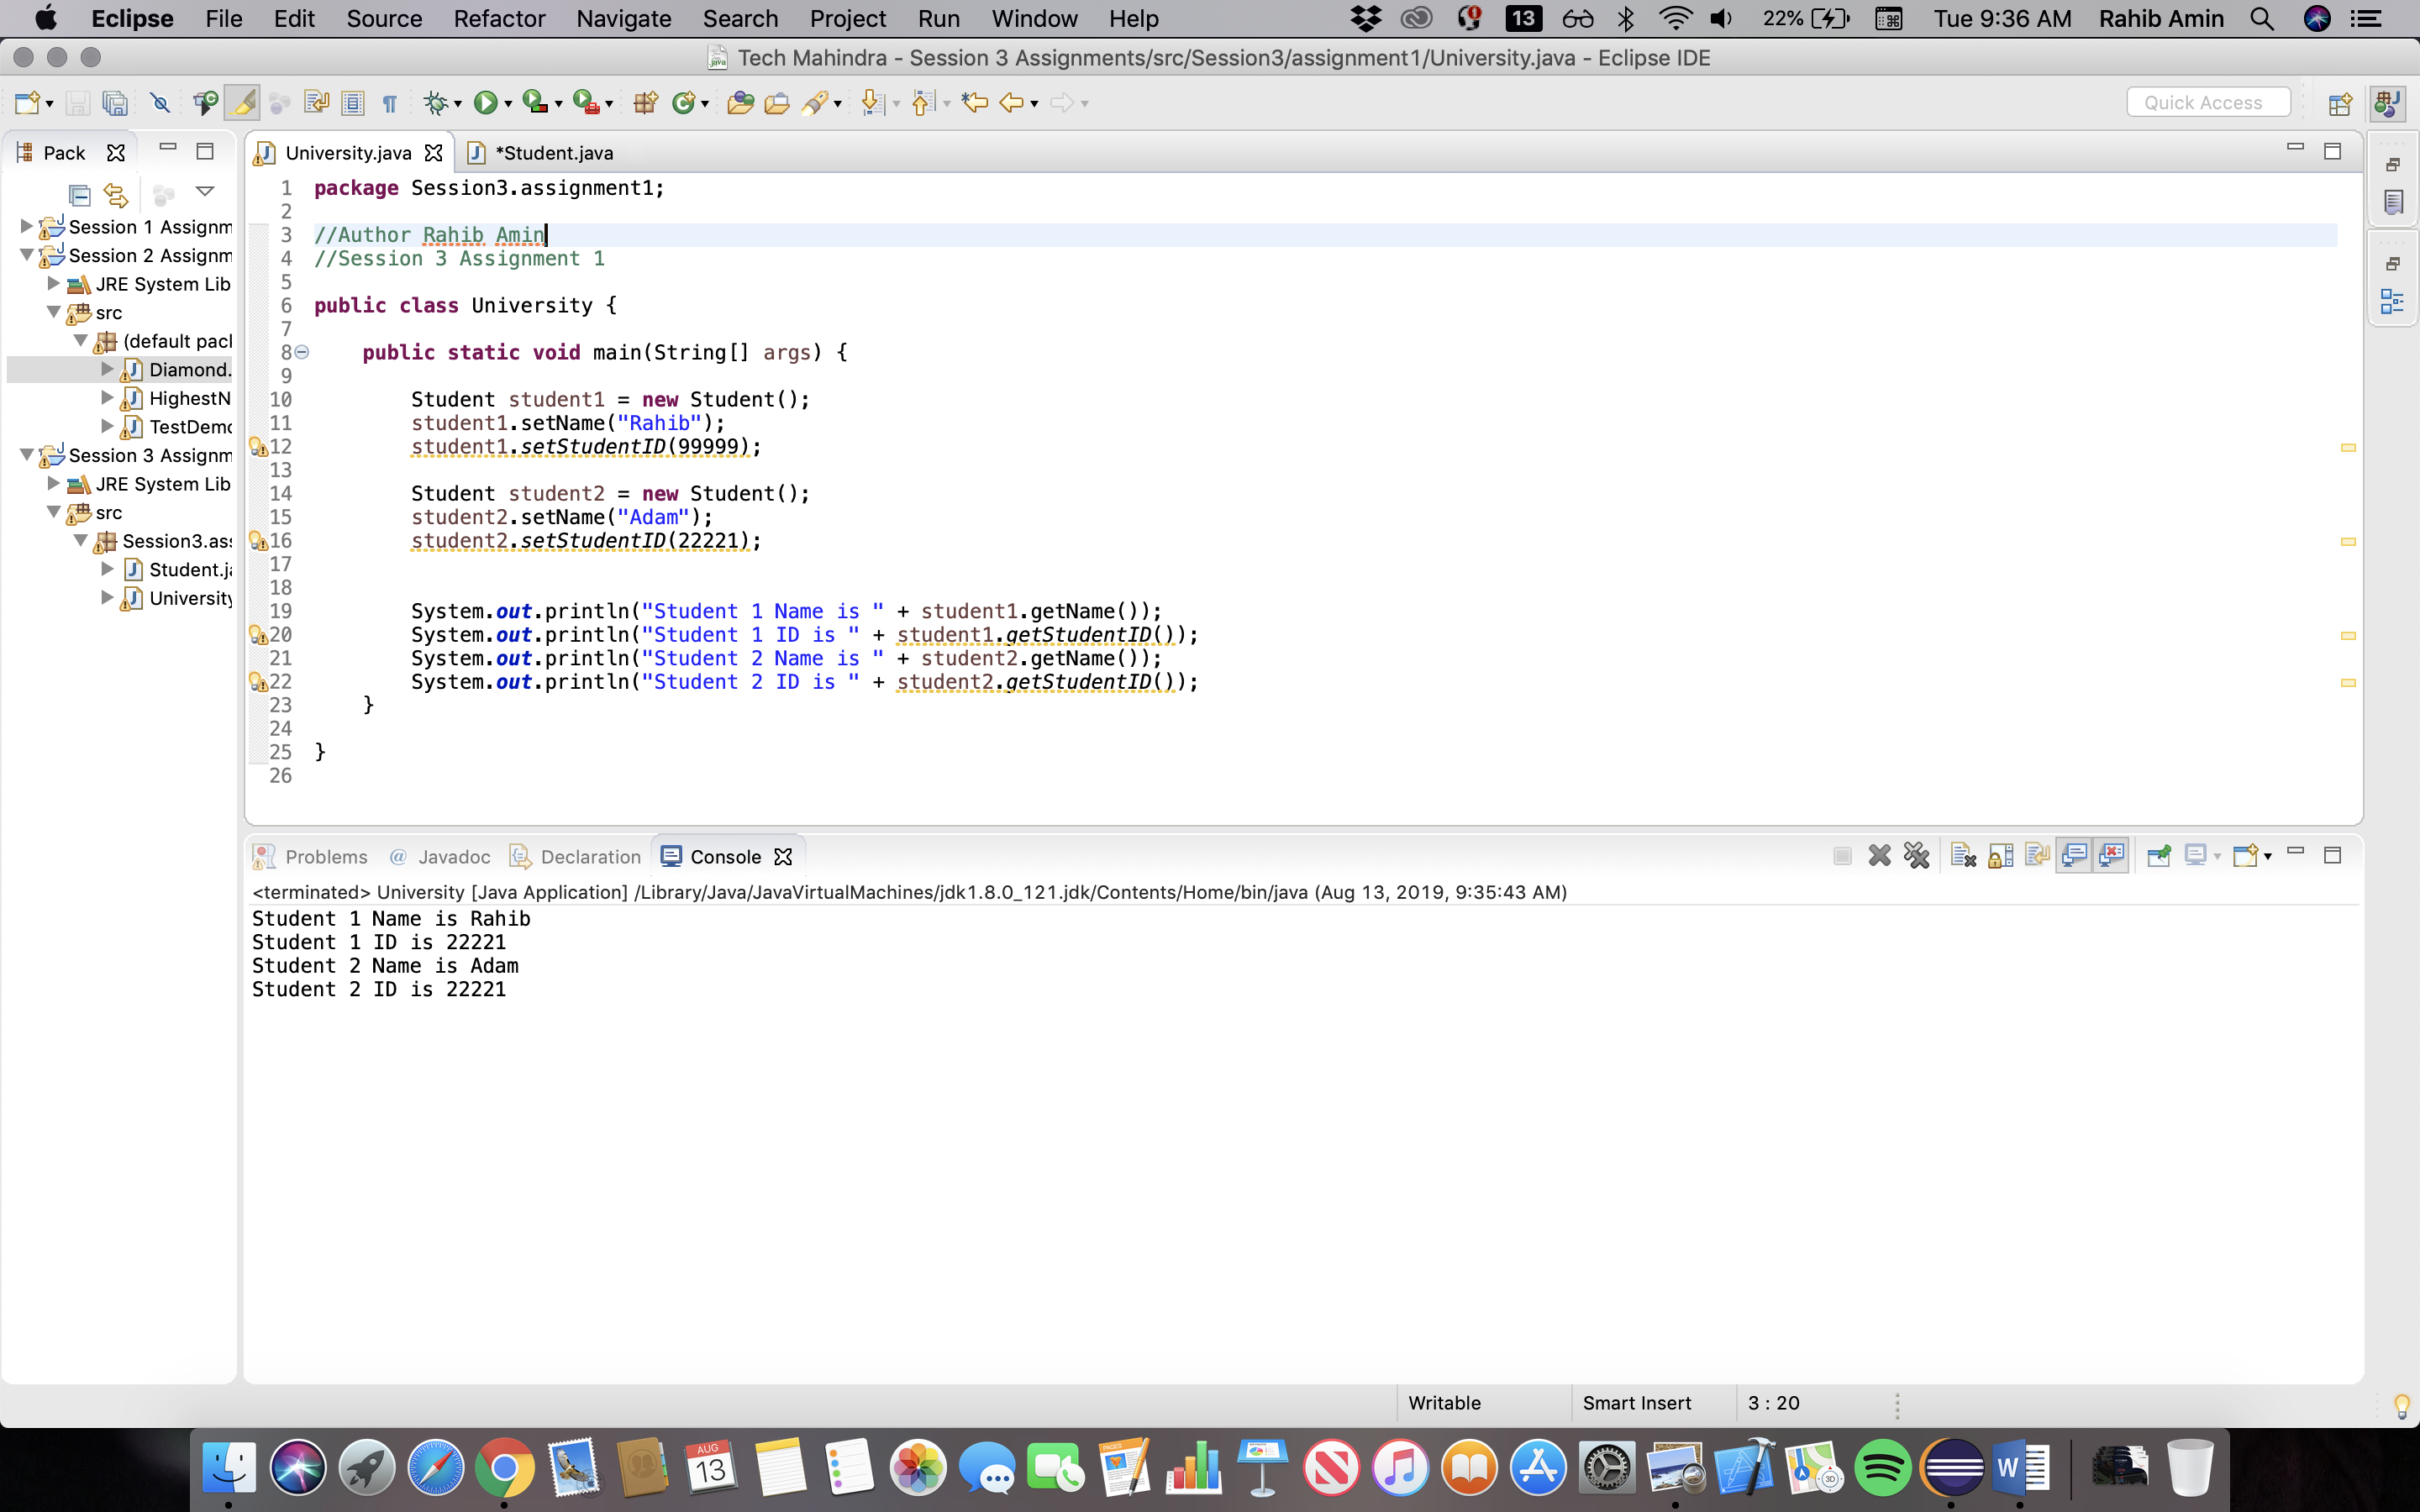 Eclipse File Edit Source Refactor Navigate Search Project Run Window Help 13 22% Tue 9:36 AM Rahib Amin
Tech Mahindra - Session 3 Assignments/src/Session3/assignment1/University.java - Eclipse IDE
Quick Access
Pack
Session 1 Assignm
Session 2 Assignm
JRE System Lib
src
(default pac
Diamond.
HighestN
TestDemo
Session 3 Assignm
JRE System Lib
src
Session3.ass
Student.ja
University
University.java *Student.java
1 package Session3.assignment1;
2
3 //Author Rahib Amin
4 //Session 3 Assignment 1
5
6 public class University {
7
8 public static void main(String[] args) {
9
10 Student student1 = new Student();
11 student1.setName("Rahib");
12 student1.setStudentID(99999);
13
14 Student student2 = new Student();
15 student2.setName("Adam");
16 student2.setStudentID(22221);
17
18
19 System.out.println("Student 1 Name is " + student1.getName());
20 System.out.println("Student 1 ID is " + student1.getStudentID());
21 System.out.println("Student 2 Name is " + student2.getName());
22 System.out.println("Student 2 ID is " + student2.getStudentID());
23 }
24
25 }
26
Problems @ Javadoc Declaration Console
<terminated> University [Java Application] /Library/Java/JavaVirtualMachines/jdk1.8.0_121.jdk/Contents/Home/bin/java (Aug 13, 2019, 9:35:43 AM)
Student 1 Name is Rahib
Student 1 ID is 22221
Student 2 Name is Adam
Student 2 ID is 22221
Writable Smart Insert 3 : 20
AUG
13
PAGES
3D
W